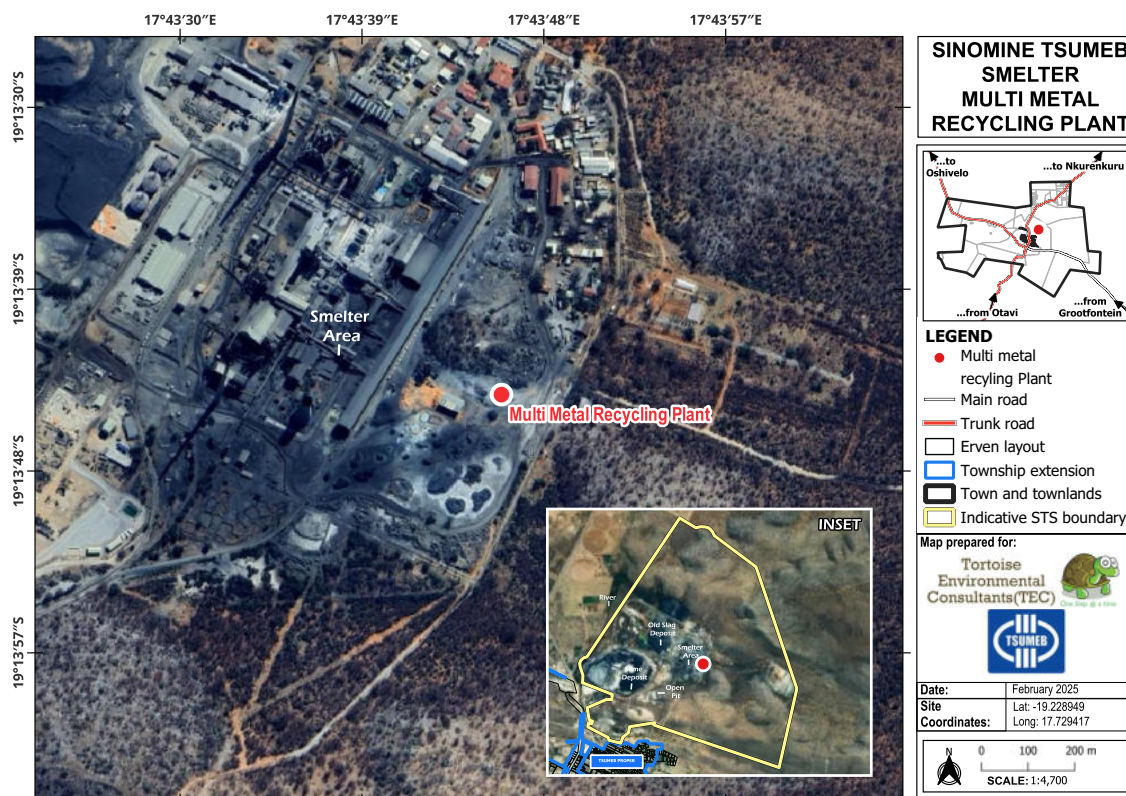 17°43'30"E
17°43'39"E
17°43'48"E
17°43'57"E
19°13'30"S
19°13'39"S
19°13'48"S
19°13'57"S
Smelter
Area
Multi Metal Recycling Plant
INSET
River
Old Slag
Deposit
Smelter
Area
Deposit
Open
Pit
TSUMEB PROPER
SINOMINE TSUMEB
SMELTER
MULTI METAL
RECYCLING PLANT
...to
Oshivelo
...to Nkurenkuru
...from Otavi
...from
Grootfontein
LEGEND
Multi metal
recyling Plant
Main road
Trunk road
Erven layout
Township extension
Town and townlands
Indicative STS boundary
Map prepared for:
Tortoise
Environmental
Consultants(TEC)
One Step @ a time
TSUMEB
Date:
February 2025
Site
Coordinates:
Lat: -19.228949
Long: 17.729417
N
0 100 200 m
SCALE: 1:4,700